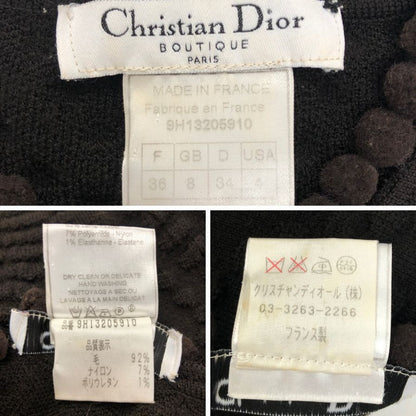 Christian Dior
BOUTIQUE
PARIS
MADE IN FRANCE
Fabriqué en France
9H13205910
F GB D USA
36 8 34 4
7% Polyamide - Nylon
1% Elasthanne - Elastane
DRY CLEAN OR DELICATE
HAND WASHING
NETTOYAGE A SEC OU
LAVAGE A LA MAIN DELICAT
9H13205910
品質表示
毛 92%
ナイロン 7%
ポリウレタン 1%
クリスチャンディオール(株)
03-3263-2266
フランス製